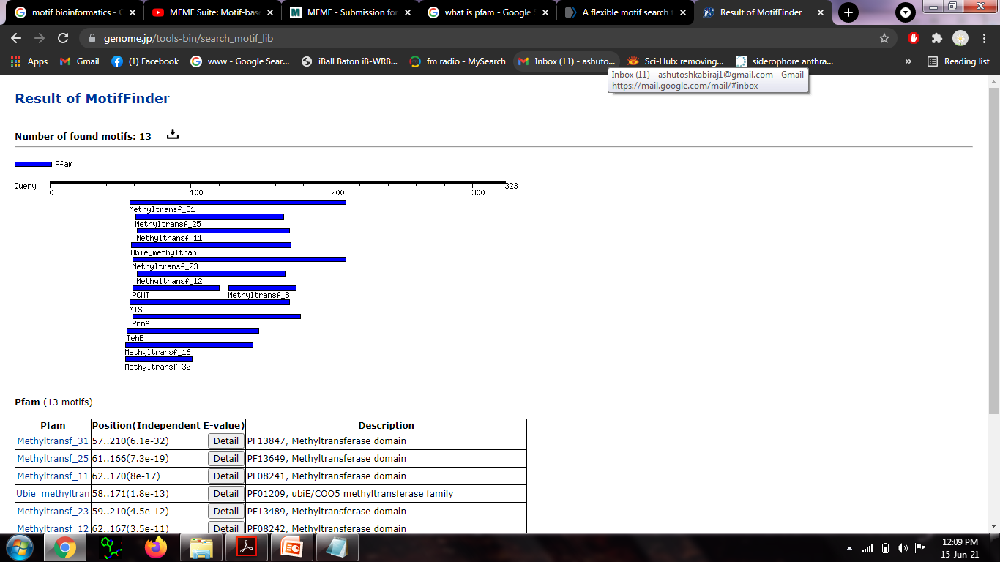 motif bioinformatics - G
MEME Suite: Motif-bas
MEME - Submission for
what is pfam - Google S
A flexible motif search t
Result of MotifFinder
genome.jp/tools-bin/search_motif_lib
Apps
Gmail
(1) Facebook
www - Google Sear...
iBall Baton iB-WRB...
fm radio - MySearch
Inbox (11) - ashuto...
Sci-Hub: removing...
siderophore anthra...
»
Reading list
Inbox (11) - ashutoshkabiraj1@gmail.com - Gmail
https://mail.google.com/mail/#inbox
Result of MotifFinder
Number of found motifs: 13
Pfam
Query 323
0 100 200 300
Methyltransf_31
Methyltransf_25
Methyltransf_11
Ubie_methyltran
Methyltransf_23
Methyltransf_12
PCMT Methyltransf_8
MTS
PrmA
TehB
Methyltransf_16
Methyltransf_32
Pfam (13 motifs)
Pfam Position(Independent E-value) Description
Methyltransf_31 57..210(6.1e-32) Detail PF13847, Methyltransferase domain
Methyltransf_25 61..166(7.3e-19) Detail PF13649, Methyltransferase domain
Methyltransf_11 62..170(8e-17) Detail PF08241, Methyltransferase domain
Ubie_methyltran 58..171(1.8e-13) Detail PF01209, ubiE/COQ5 methyltransferase family
Methyltransf_23 59..210(4.5e-12) Detail PF13489, Methyltransferase domain
Methyltransf_12 62..167(3.5e-11) Detail PF08242, Methyltransferase domain
12:09 PM
15-Jun-21